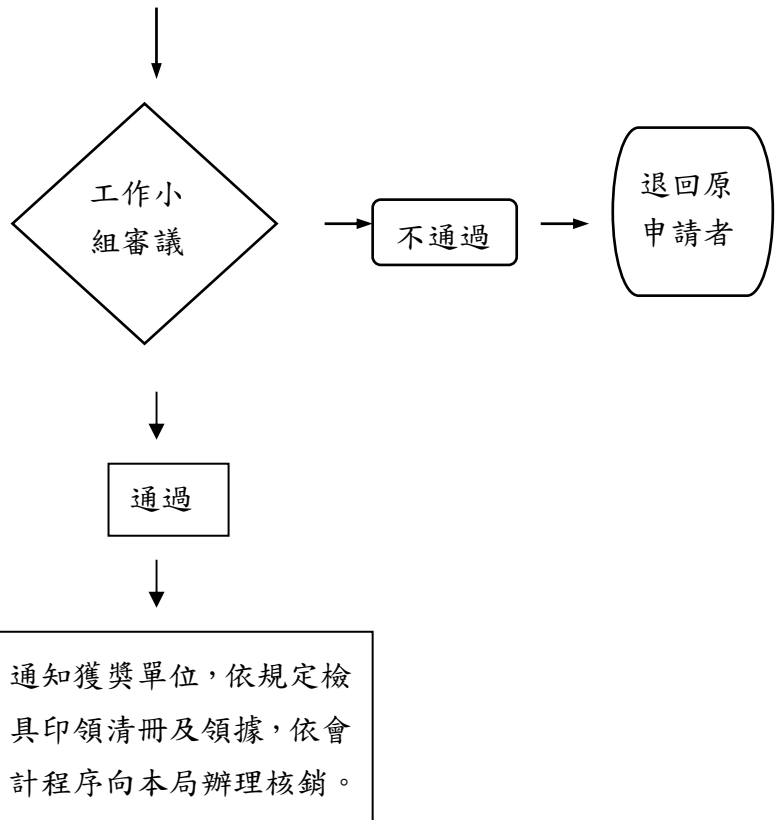 工作小
組審議
不通過
退回原
申請者
通過
通知獲獎單位，依規定檢
具印領清冊及領據，依會
計程序向本局辦理核銷。